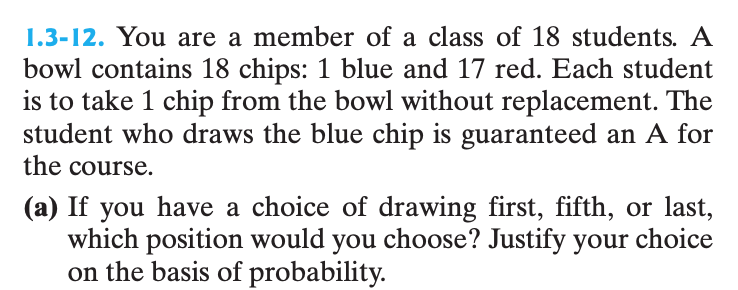 1.3-12. You are a member of a class of 18 students. A
bowl contains 18 chips: 1 blue and 17 red. Each student
is to take 1 chip from the bowl without replacement. The
student who draws the blue chip is guaranteed an A for
the course.
(a) If you have a choice of drawing first, fifth, or last,
which position would you choose? Justify your choice
on the basis of probability.